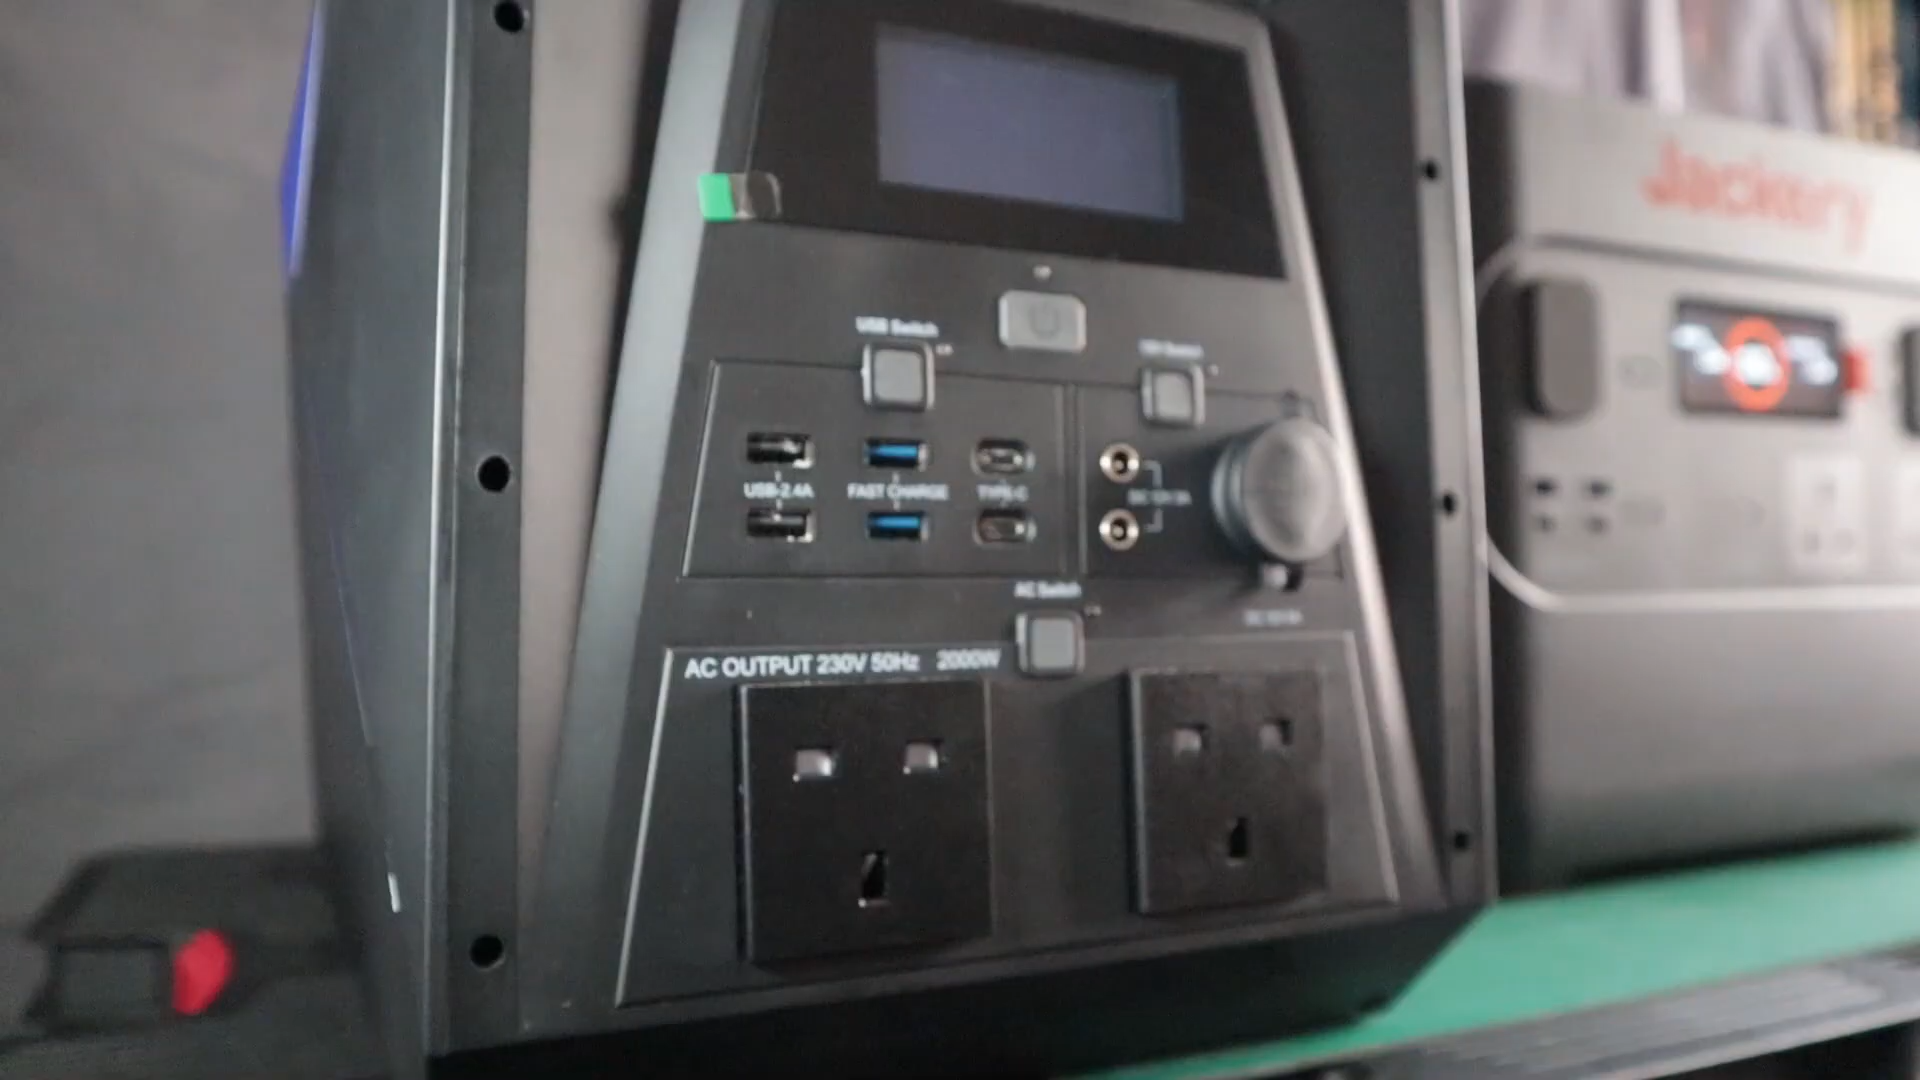 Jackery
USB Switch
USB-2.4A
FAST CHARGE
TYPE-C
AC Switch
AC OUTPUT 230V 50Hz 2000W